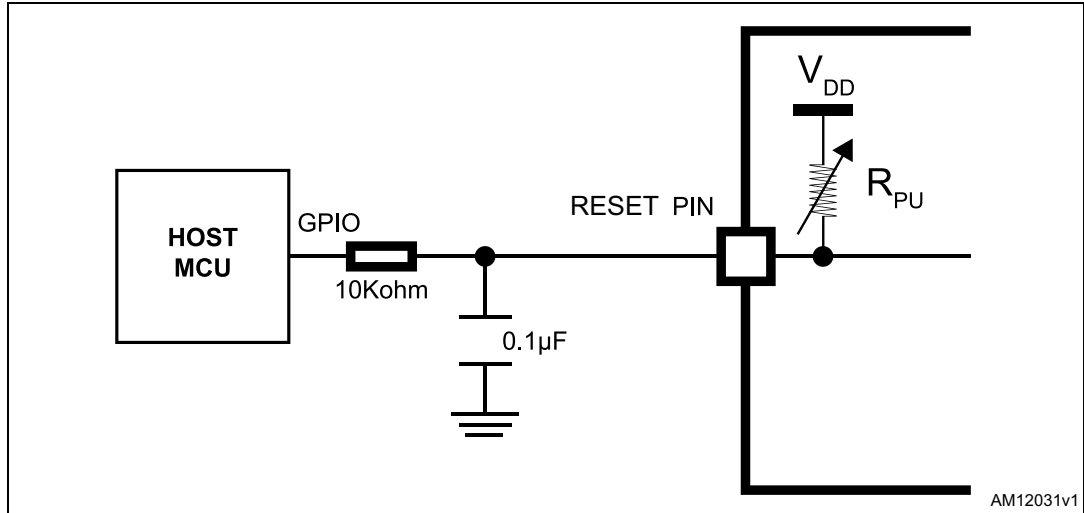 V DD
R PU
RESET PIN
GPIO
HOST
MCU
10Kohm
0.1µF
AM12031v1